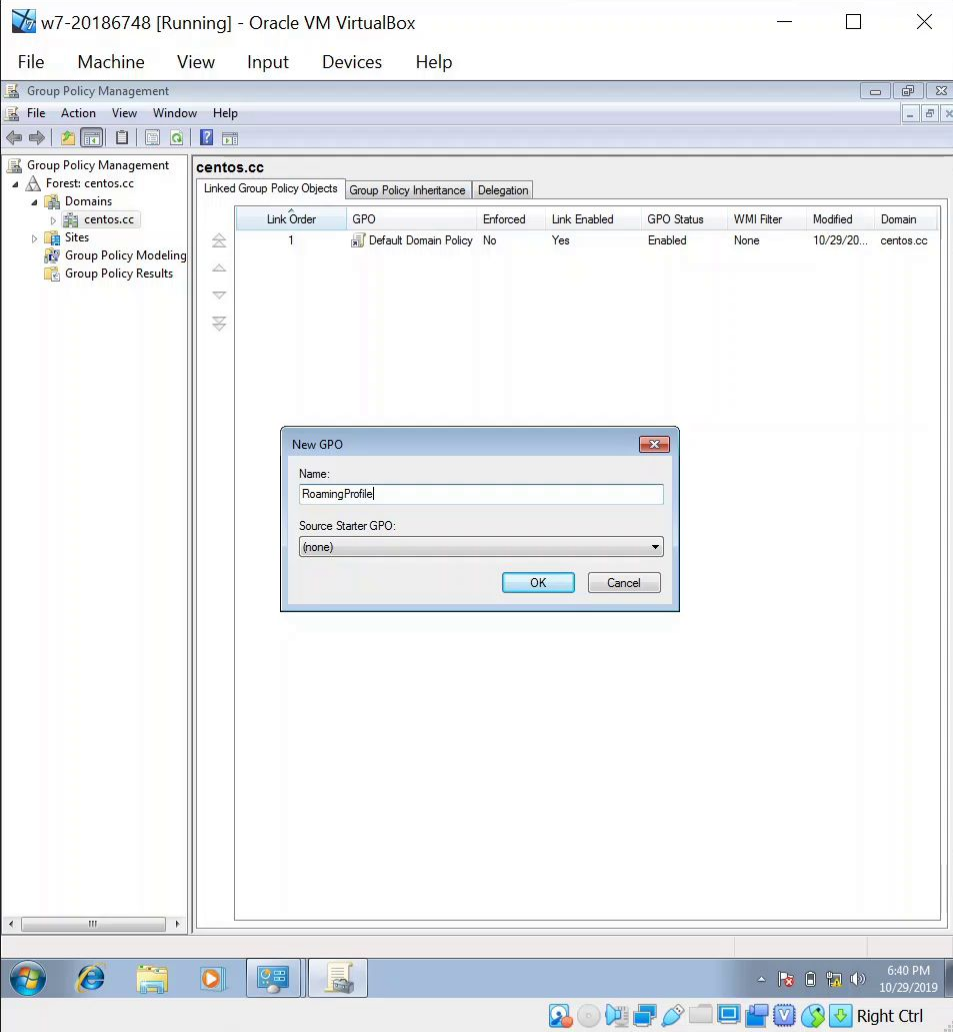 w7-20186748 [Running] - Oracle VM VirtualBox
File Machine View Input Devices Help
Group Policy Management
File Action View Window Help
Group Policy Management
Forest: centos.cc
Domains
centos.cc
Sites
Group Policy Modeling
Group Policy Results
centos.cc
Linked Group Policy Objects Group Policy Inheritance Delegation
Link Order GPO Enforced Link Enabled GPO Status WMI Filter Modified Domain
1 Default Domain Policy No Yes Enabled None 10/29/20... centos.cc
New GPO
Name:
RoamingProfile
Source Starter GPO:
(none)
OK Cancel
6:40 PM
10/29/2019
Right Ctrl